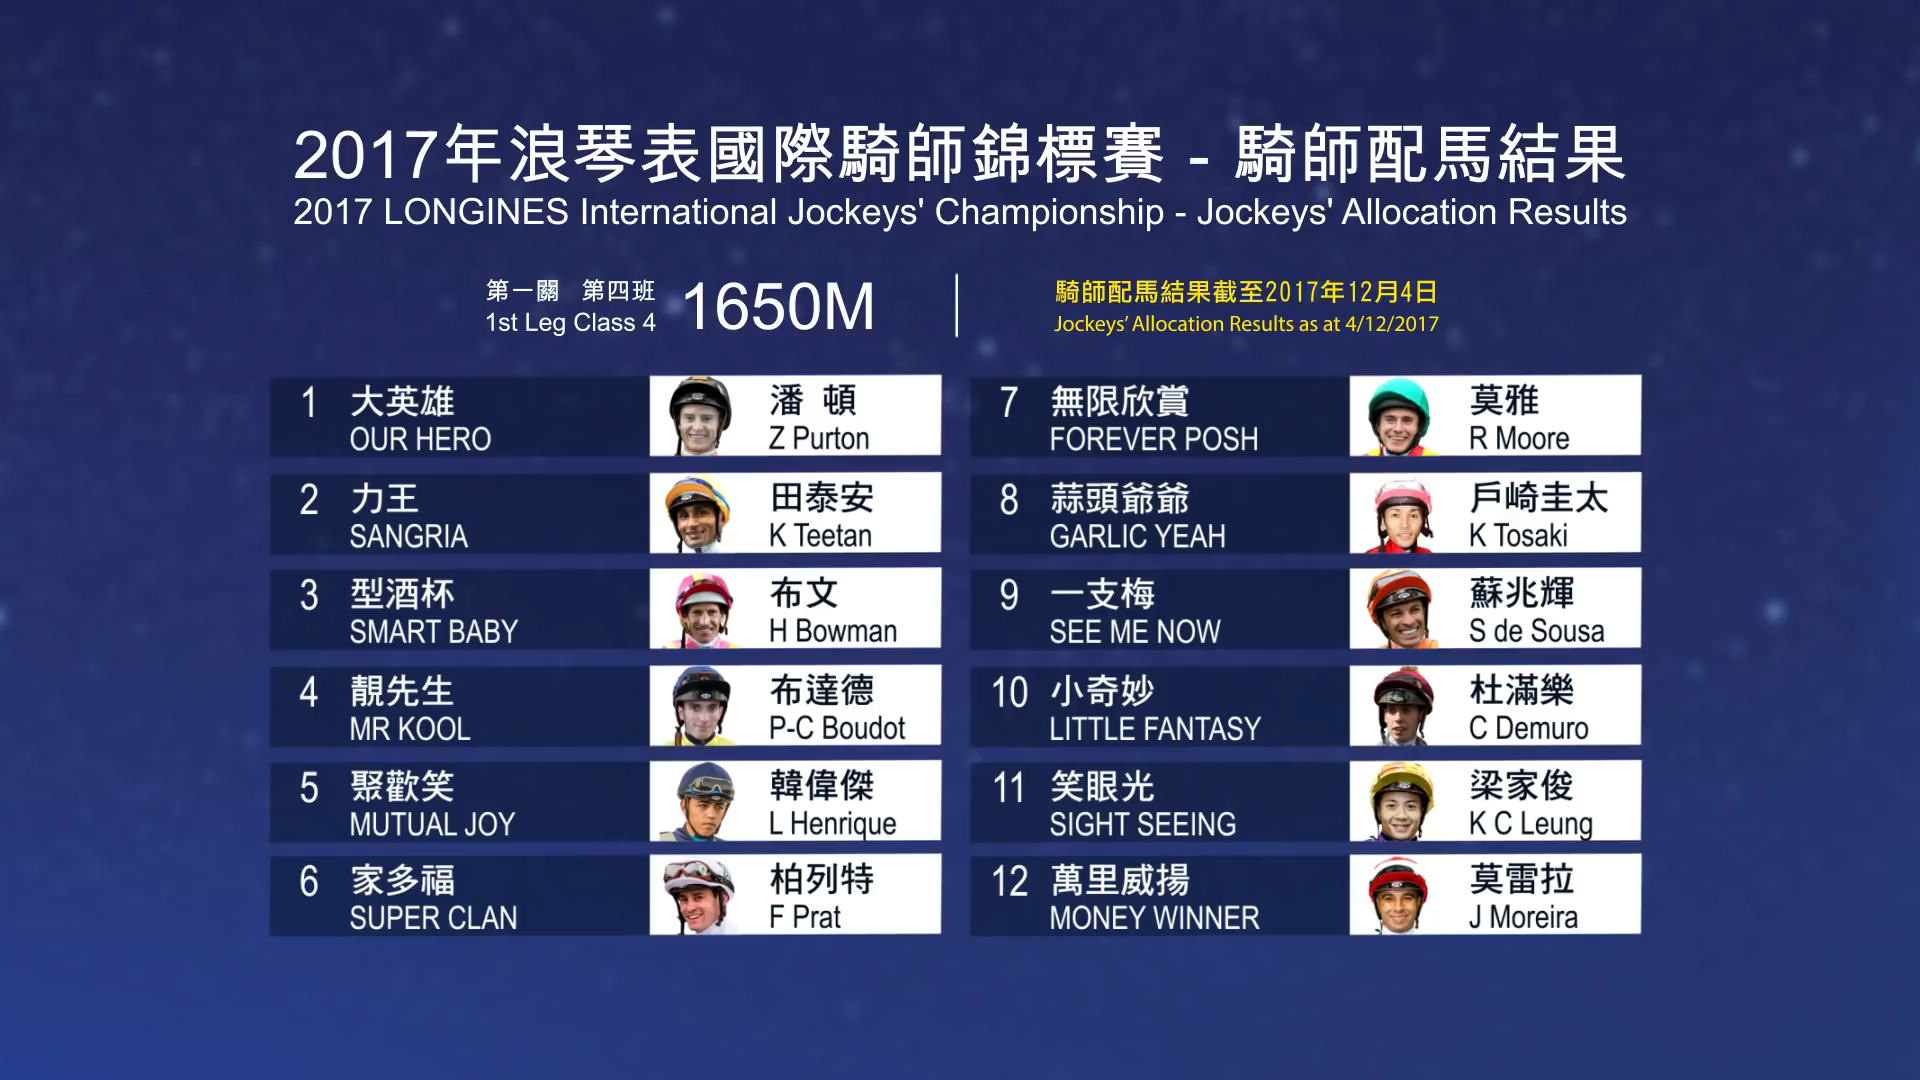 2017年浪琴表國際騎師錦標賽 - 騎師配馬結果
2017 LONGINES International Jockeys' Championship - Jockeys' Allocation Results
第一關 第四班
1st Leg Class 4
1650M
騎師配馬結果截至2017年12月4日
Jockeys' Allocation Results as at 4/12/2017
1 大英雄 潘 頓
OUR HERO Z Purton
2 力王 田泰安
SANGRIA K Teetan
3 型酒杯 布文
SMART BABY H Bowman
4 靚先生 布達德
MR KOOL P-C Boudot
5 聚歡笑 韓偉傑
MUTUAL JOY L Henrique
6 家多福 柏列特
SUPER CLAN F Prat
7 無限欣賞 莫雅
FOREVER POSH R Moore
8 蒜頭爺爺 戶崎圭太
GARLIC YEAH K Tosaki
9 一支梅 蘇兆輝
SEE ME NOW S de Sousa
10 小奇妙 杜滿樂
LITTLE FANTASY C Demuro
11 笑眼光 梁家俊
SIGHT SEEING K C Leung
12 萬里威揚 莫雷拉
MONEY WINNER J Moreira